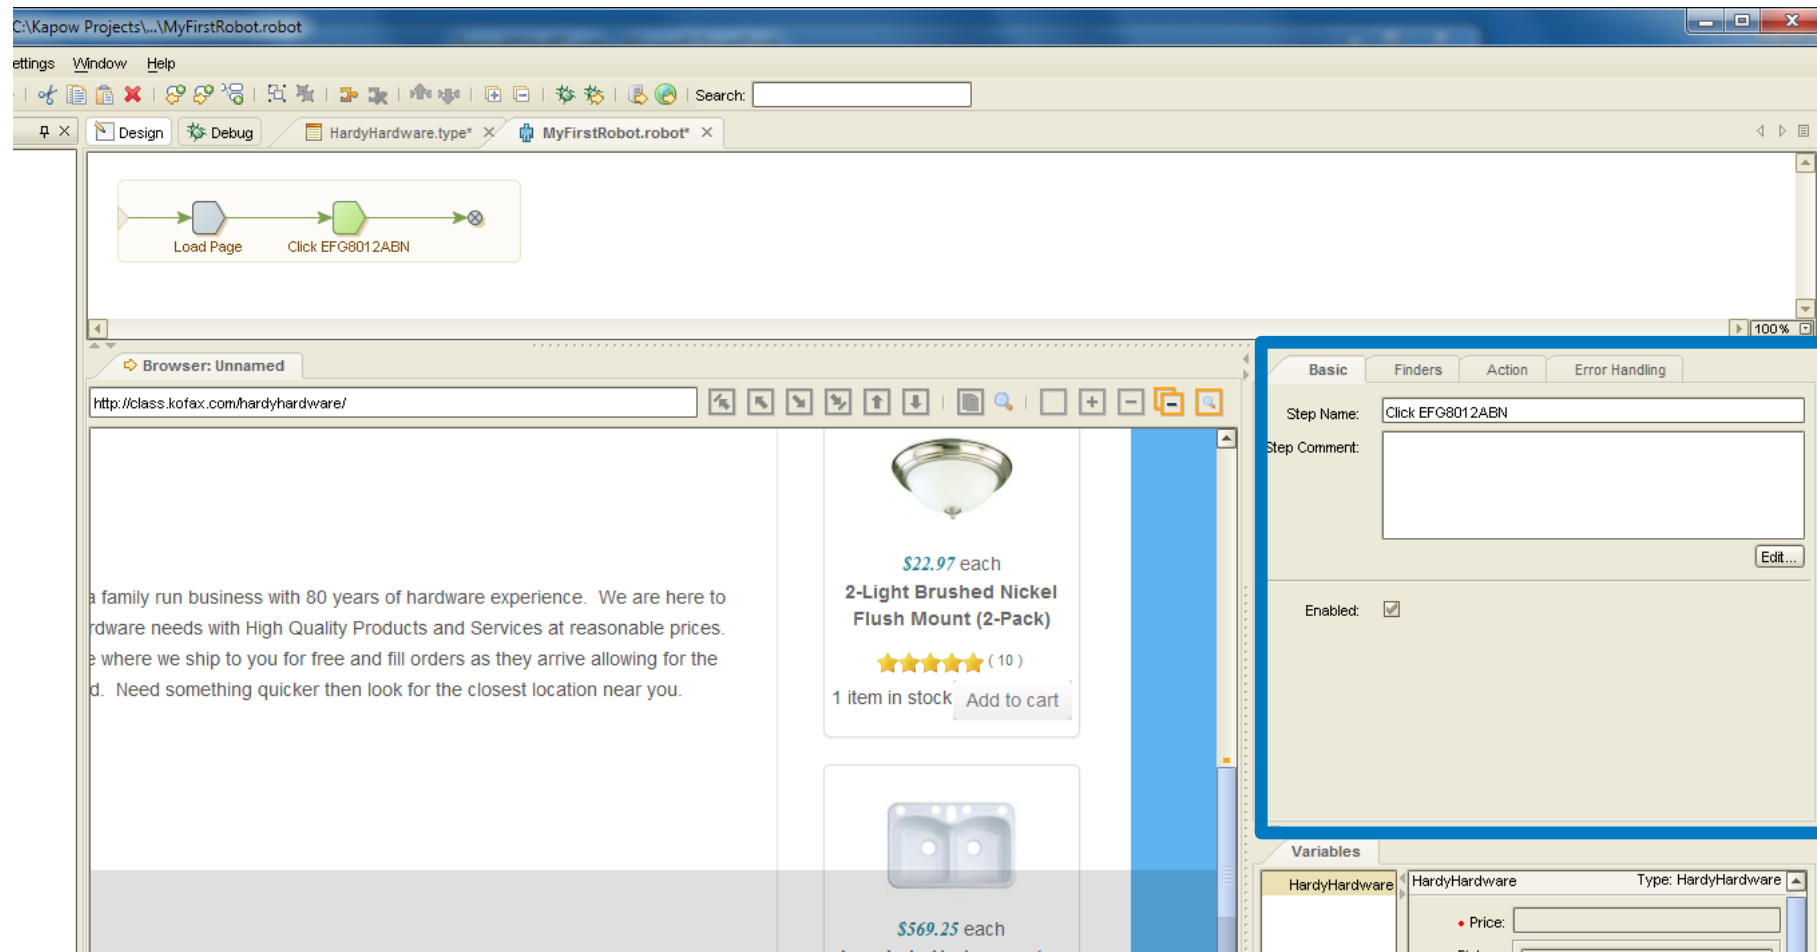 C:\Kapow Projects\...\MyFirstRobot.robot
ettings Window Help
Search:
Design Debug HardyHardware.type* MyFirstRobot.robot*
Load Page Click EFG8012ABN
100%
Browser: Unnamed
http://class.kofax.com/hardyhardware/
$22.97 each
2-Light Brushed Nickel
Flush Mount (2-Pack)
( 10 )
1 item in stock Add to cart
a family run business with 80 years of hardware experience. We are here to
rdware needs with High Quality Products and Services at reasonable prices.
e where we ship to you for free and fill orders as they arrive allowing for the
d. Need something quicker then look for the closest location near you.
$569.25 each
Basic Finders Action Error Handling
Step Name: Click EFG8012ABN
Step Comment:
Edit...
Enabled:
Variables
HardyHardware
HardyHardware Type: HardyHardware
Price: